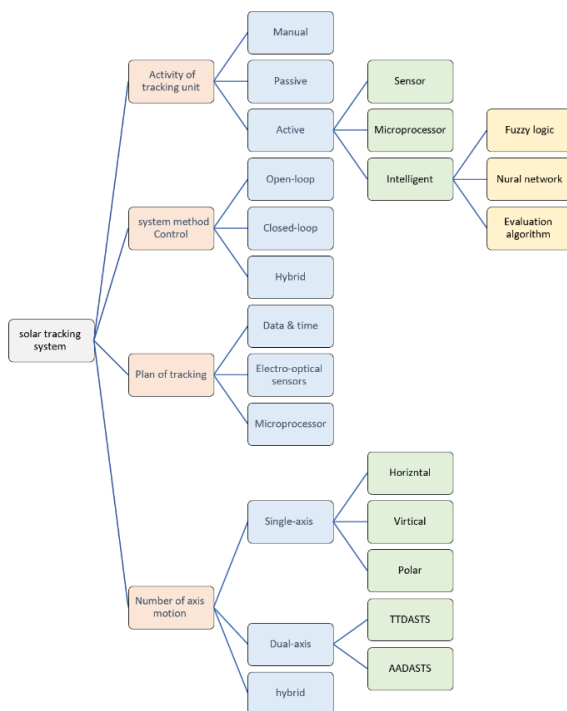 Manual
Activity of
tracking unit
Passive
Sensor
Active
Microprocessor
Fuzzy logic
Open-loop
Intelligent
Nural network
system method
Control
Closed-loop
Evaluation
algorithm
Hybrid
solar tracking
system
Data & time
Plan of tracking
Electro-optical
sensors
Microprocessor
Horizntal
Single-axis
Virtical
Polar
Number of axis
motion
TTDASTS
Dual-axis
AADASTS
hybrid